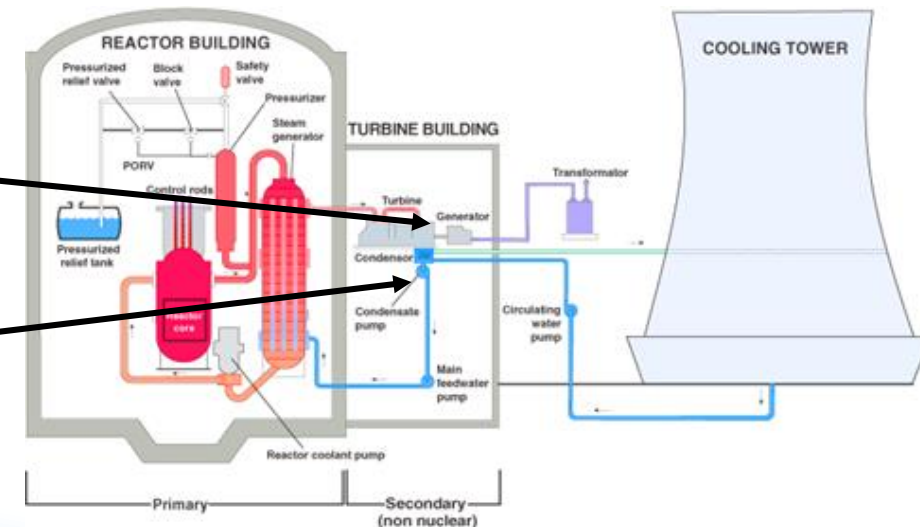 REACTOR BUILDING
COOLING TOWER
Pressurized
relief valve
Block
valve
Safety
valve
Pressurizer
Steam
generator
TURBINE BUILDING
PORV
Control rods
Turbine
Generator
Transformator
Pressurized
relief tank
Condensor
Reactor
core
Condensate
pump
Circulating
water
pump
Main
feedwater
pump
Reactor coolant pump
Primary
Secondary
(non nuclear)